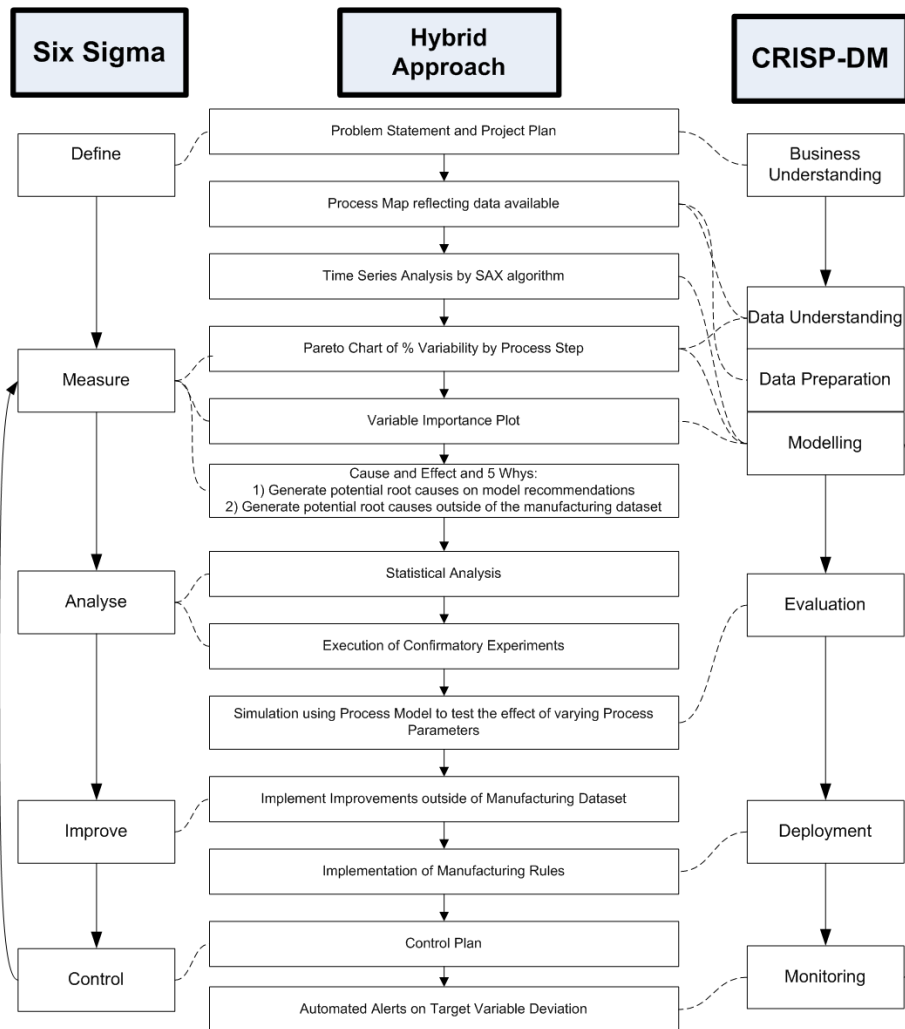 Six Sigma
Hybrid
Approach
CRISP-DM
Define
Problem Statement and Project Plan
Business
Understanding
Process Map reflecting data available
Time Series Analysis by SAX algorithm
Data Understanding
Pareto Chart of % Variability by Process Step
Measure
Data Preparation
Variable Importance Plot
Modelling
Cause and Effect and 5 Whys:
1) Generate potential root causes on model recommendations
2) Generate potential root causes outside of the manufacturing dataset
Statistical Analysis
Analyse
Evaluation
Execution of Confirmatory Experiments
Simulation using Process Model to test the effect of varying Process
Parameters
Implement Improvements outside of Manufacturing Dataset
Improve
Deployment
Implementation of Manufacturing Rules
Control Plan
Control
Monitoring
Automated Alerts on Target Variable Deviation